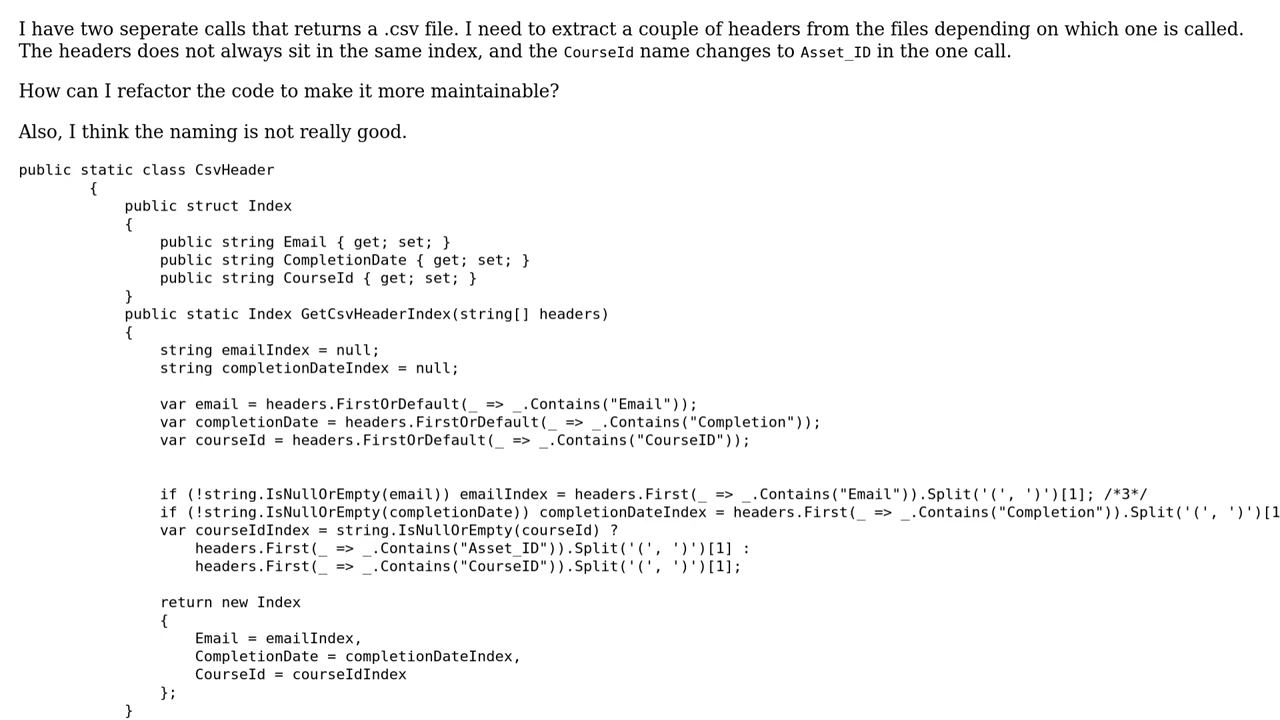 I have two seperate calls that returns a .csv file. I need to extract a couple of headers from the files depending on which one is called.
The headers does not always sit in the same index, and the CourseId name changes to Asset_ID in the one call.
How can I refactor the code to make it more maintainable?
Also, I think the naming is not really good.
public static class CsvHeader
        {
            public struct Index
            {
                public string Email { get; set; }
                public string CompletionDate { get; set; }
                public string CourseId { get; set; }
            }
            public static Index GetCsvHeaderIndex(string[] headers)
            {
                string emailIndex = null;
                string completionDateIndex = null;

                var email = headers.FirstOrDefault(_ => _.Contains("Email"));
                var completionDate = headers.FirstOrDefault(_ => _.Contains("Completion"));
                var courseId = headers.FirstOrDefault(_ => _.Contains("CourseID"));


                if (!string.IsNullOrEmpty(email)) emailIndex = headers.First(_ => _.Contains("Email")).Split('(', ')')[1]; /*3*/
                if (!string.IsNullOrEmpty(completionDate)) completionDateIndex = headers.First(_ => _.Contains("Completion")).Split('(', ')')[1
                var courseIdIndex = string.IsNullOrEmpty(courseId) ?
                    headers.First(_ => _.Contains("Asset_ID")).Split('(', ')')[1] :
                    headers.First(_ => _.Contains("CourseID")).Split('(', ')')[1];

                return new Index
                {
                    Email = emailIndex,
                    CompletionDate = completionDateIndex,
                    CourseId = courseIdIndex
                };
            }